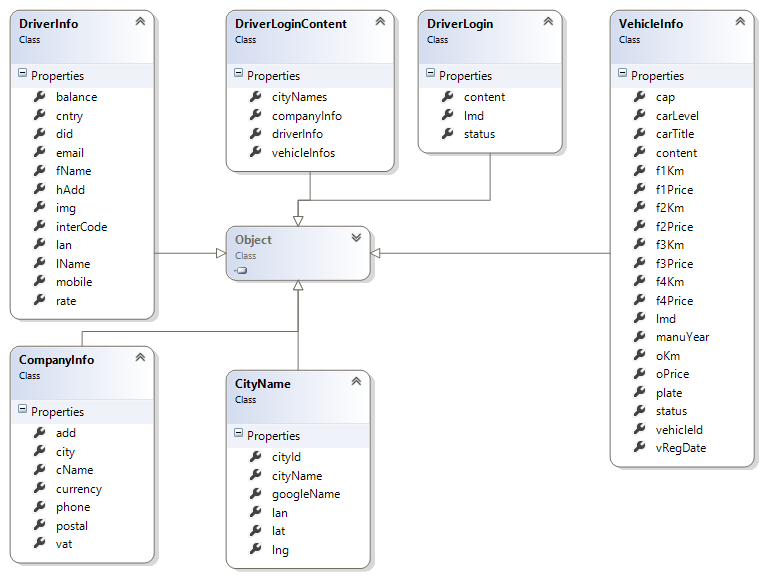 DriverInfo
Class
Properties
balance
cntry
did
email
fName
hAdd
img
interCode
lan
lName
mobile
rate
DriverLoginContent
Class
Properties
cityNames
companyInfo
driverInfo
vehicleInfos
DriverLogin
Class
Properties
content
lmd
status
VehicleInfo
Class
Properties
cap
carLevel
carTitle
content
f1Km
f1Price
f2Km
f2Price
f3Km
f3Price
f4Km
f4Price
lmd
manuYear
oKm
oPrice
plate
status
vehicleId
vRegDate
Object
Class
CompanyInfo
Class
Properties
add
city
cName
currency
phone
postal
vat
CityName
Class
Properties
cityId
cityName
googleName
lan
lat
lng